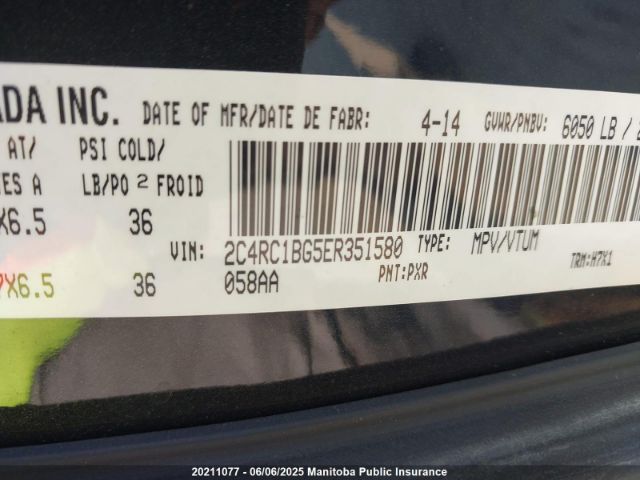 ADA INC. DATE OF MFR/DATE DE FABR: 4-14 GVWR/PNBV: 6050 LB /
AT/ PSI COLD/
ES A LB/PO 2 FROID
X6.5 36
VIN: 2C4RC1BG5ER351580 TYPE: MPV/VTUM
7X6.5 36 058AA PNT:PXR TRM:H7X1
20211077 - 06/06/2025 Manitoba Public Insurance